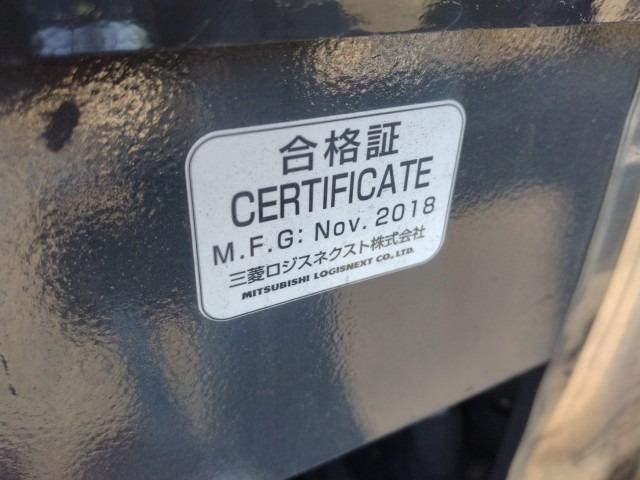 合格証
CERTIFICATE
M.F.G: Nov. 2018
三菱ロジスネクスト株式会社
MITSUBISHI LOGISNEXT CO., LTD.